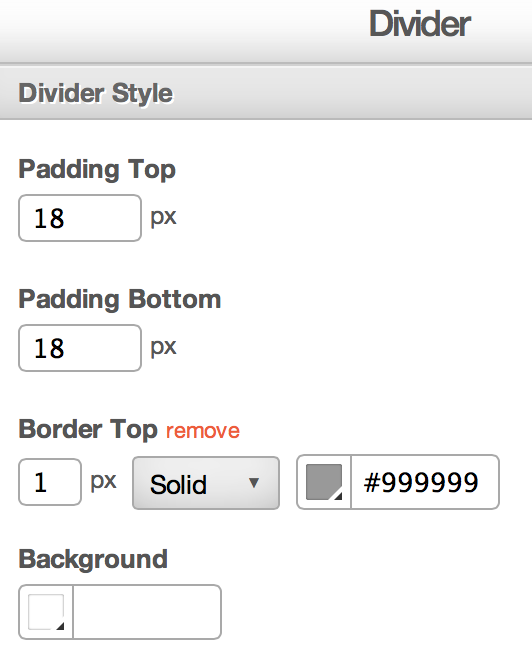 Divider
Divider Style
Padding Top
18 px
Padding Bottom
18 px
Border Top remove
1 px Solid #999999
Background